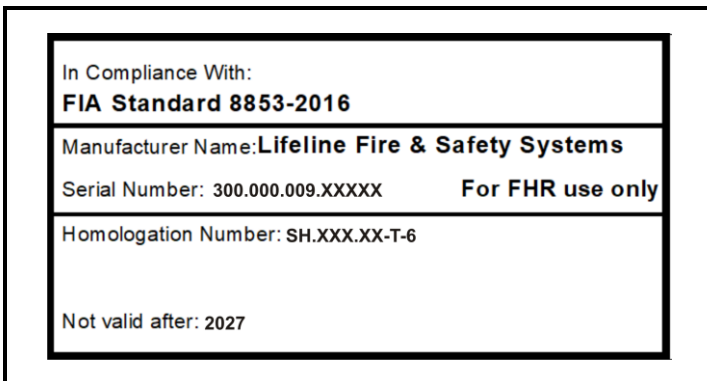 In Compliance With:
FIA Standard 8853-2016
Manufacturer Name:Lifeline Fire & Safety Systems
Serial Number: 300.000.009.XXXXX For FHR use only
Homologation Number: SH.XXX.XX-T-6
Not valid after: 2027